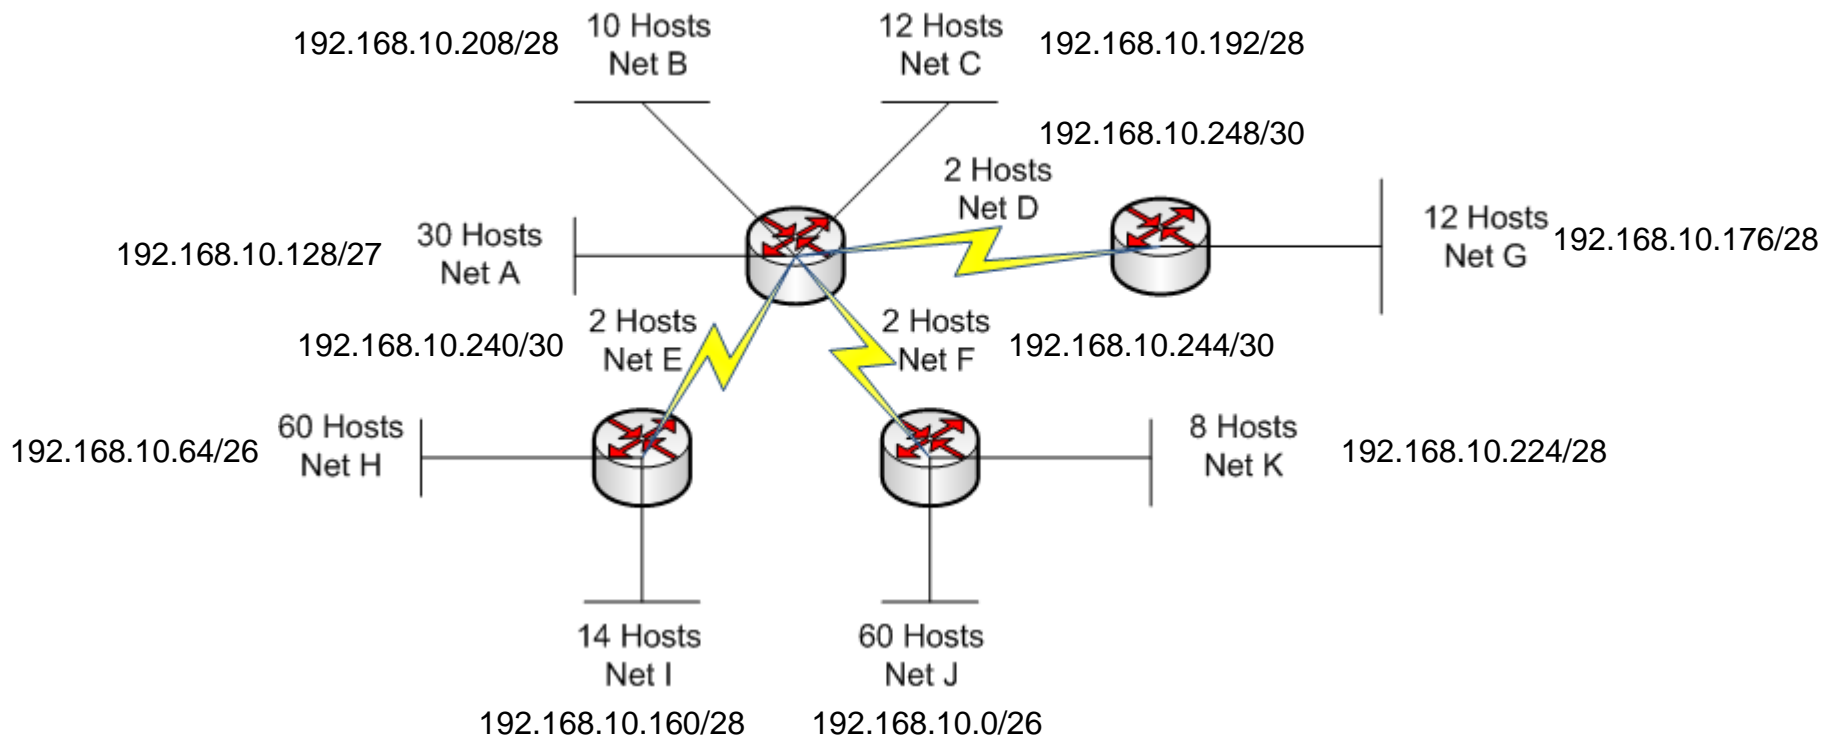 192.168.10.208/28
10 Hosts
Net B
12 Hosts
Net C
192.168.10.192/28
192.168.10.248/30
2 Hosts
Net D
30 Hosts
Net A
192.168.10.128/27
12 Hosts
Net G
192.168.10.176/28
2 Hosts
Net E
192.168.10.240/30
2 Hosts
Net F
192.168.10.244/30
192.168.10.64/26
60 Hosts
Net H
8 Hosts
Net K
192.168.10.224/28
14 Hosts
Net I
192.168.10.160/28
60 Hosts
Net J
192.168.10.0/26